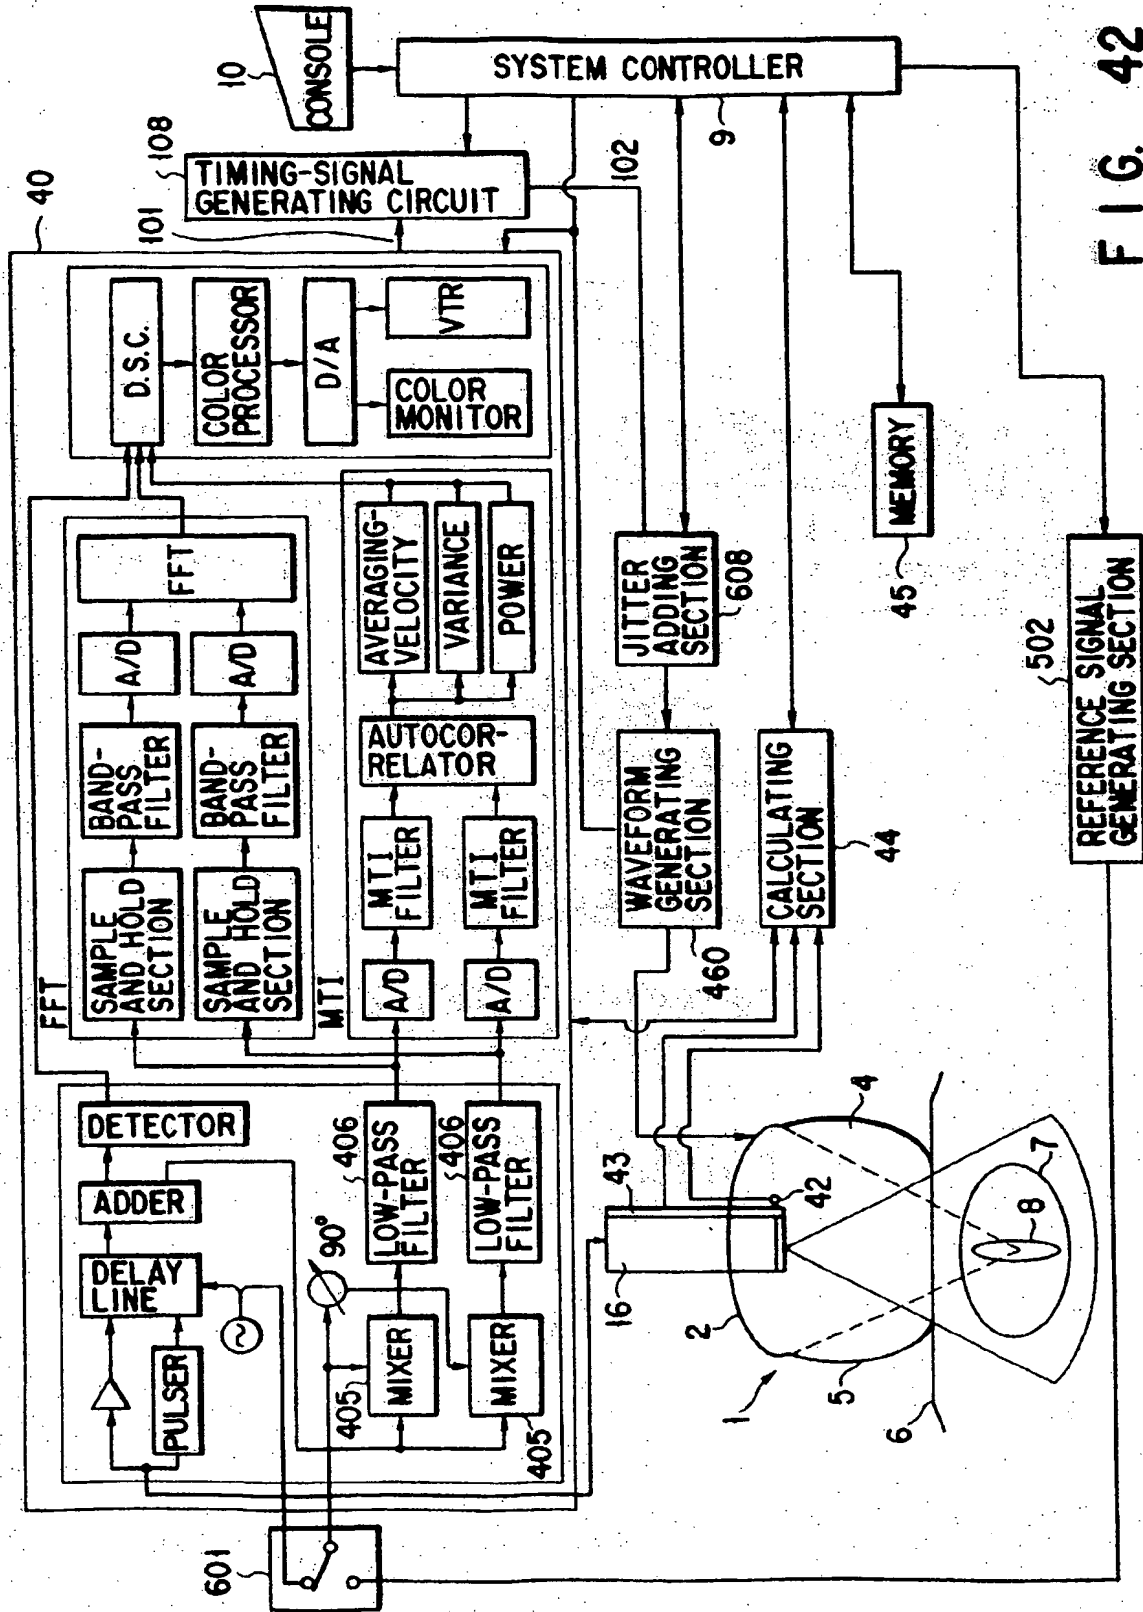 FIG. 42
10
CONSOLE
SYSTEM CONTROLLER
9
108
TIMING-SIGNAL
GENERATING CIRCUIT
101
102
40
D.S.C.
COLOR
PROCESSOR
D/A
COLOR
MONITOR
VTR
FFT
SAMPLE
AND HOLD
SECTION
BAND-
PASS
FILTER
A/D
FFT
SAMPLE
AND HOLD
SECTION
BAND-
PASS
FILTER
A/D
MTI
A/D
MTI
FILTER
AUTOCOR-
RELATOR
AVERAGING-
VELOCITY
VARIANCE
POWER
A/D
MTI
FILTER
DETECTOR
ADDER
DELAY
LINE
PULSER
90°
405
MIXER
406
LOW-PASS
FILTER
MIXER
405
406
LOW-PASS
FILTER
601
JITTER
ADDING
SECTION
608
WAVEFORM
GENERATING
SECTION
460
CALCULATING
SECTION
44
MEMORY
45
502
REFERENCE SIGNAL
GENERATING SECTION
16
43
42
2
1
5
4
6
7
8